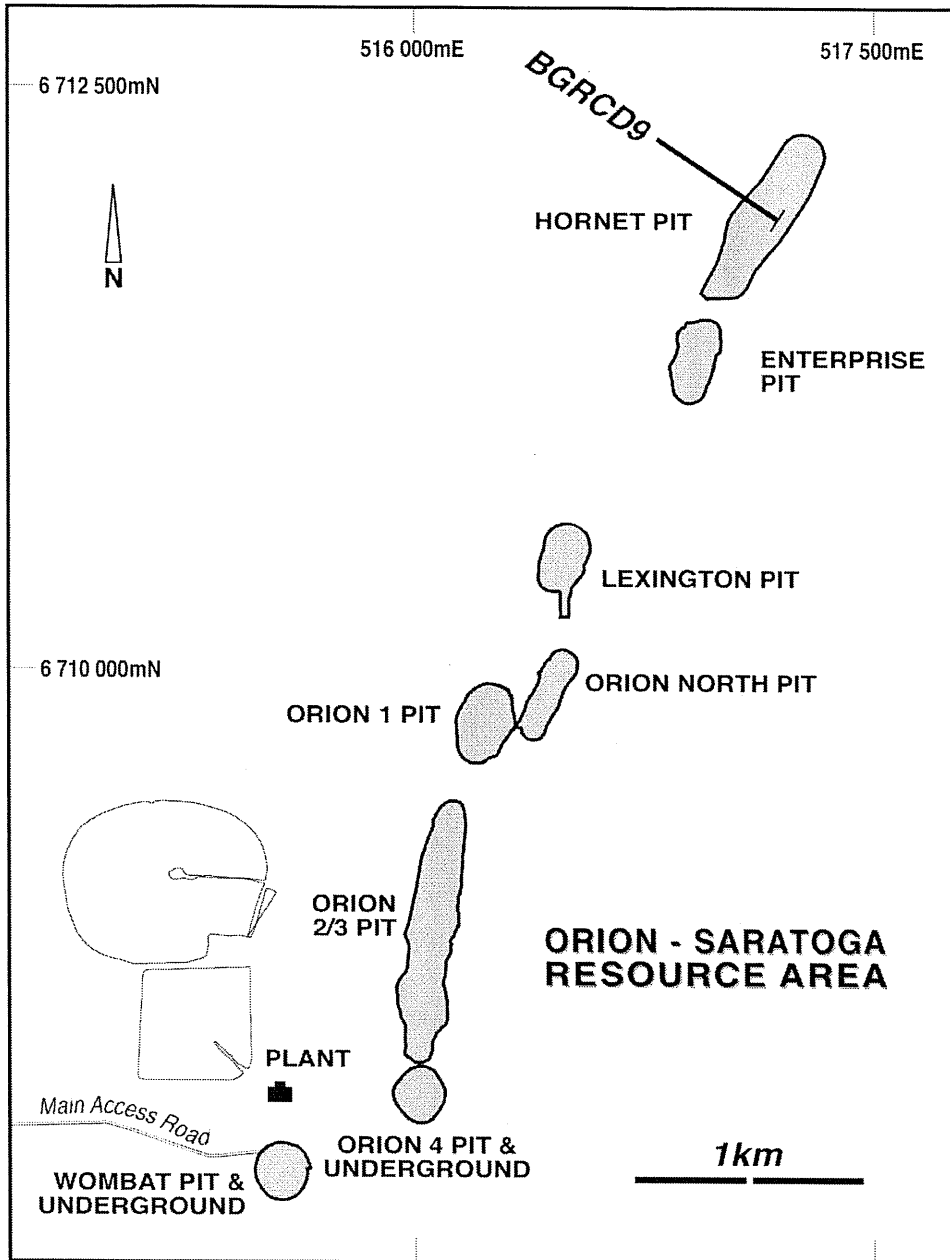 516 000mE
517 500mE
6 712 500mN
BGRCD9
HORNET PIT
N
ENTERPRISE
PIT
LEXINGTON PIT
6 710 000mN
ORION NORTH PIT
ORION 1 PIT
ORION
2/3 PIT
ORION - SARATOGA
RESOURCE AREA
PLANT
Main Access Road
ORION 4 PIT &
UNDERGROUND
1km
WOMBAT PIT &
UNDERGROUND